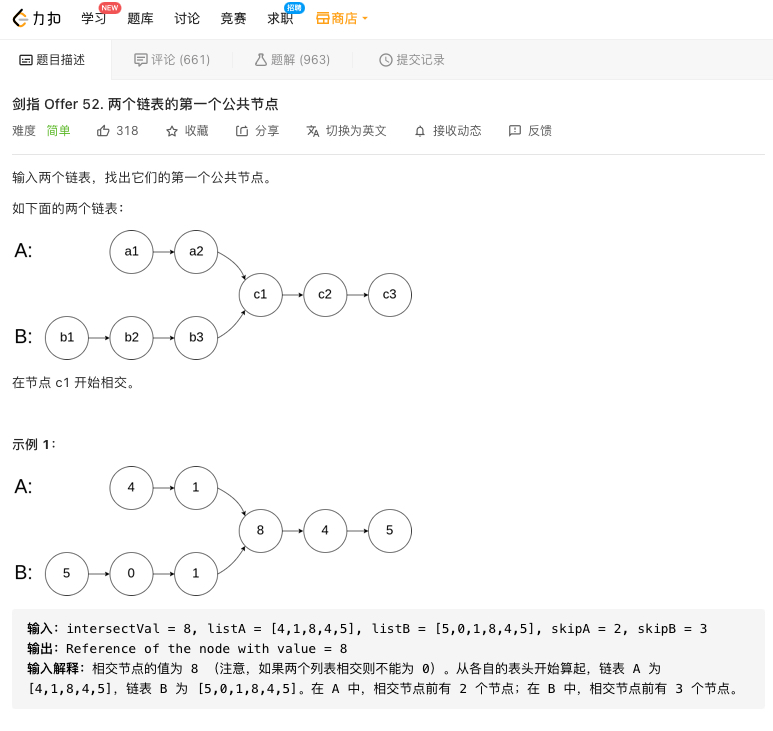 力扣 学习 NEW 题库 讨论 竞赛 求职 招聘 商店
题目描述 评论 (661) 题解 (963) 提交记录
剑指 Offer 52. 两个链表的第一个公共节点
难度 简单 318 收藏 分享 切换为英文 接收动态 反馈
输入两个链表，找出它们的第一个公共节点。
如下面的两个链表：
A: a1 a2
c1 c2 c3
B: b1 b2 b3
在节点 c1 开始相交。
示例 1：
A: 4 1
8 4 5
B: 5 0 1
输入：intersectVal = 8, listA = [4,1,8,4,5], listB = [5,0,1,8,4,5], skipA = 2, skipB = 3
输出：Reference of the node with value = 8
输入解释：相交节点的值为 8 （注意，如果两个列表相交则不能为 0）。从各自的表头开始算起，链表 A 为
[4,1,8,4,5]，链表 B 为 [5,0,1,8,4,5]。在 A 中，相交节点前有 2 个节点；在 B 中，相交节点前有 3 个节点。